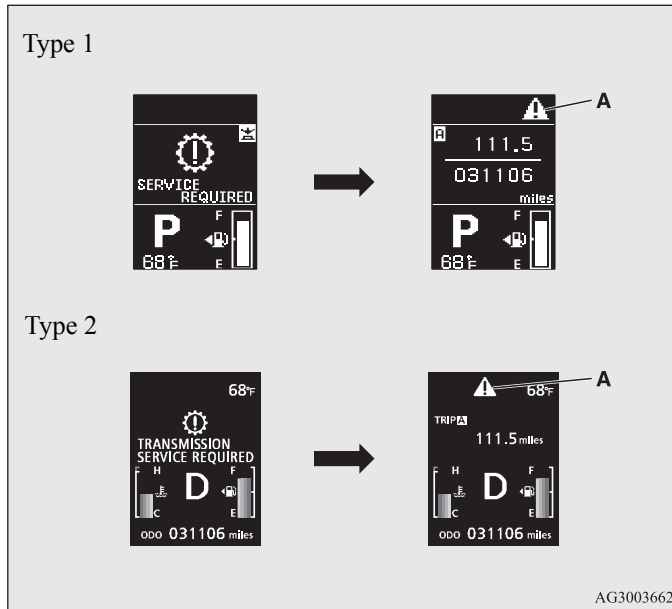 Type 1
SERVICE
REQUIRED
P
F
E
68°F
A
A
111.5
031106
miles
P
F
E
68°F
Type 2
68°F
TRANSMISSION
SERVICE REQUIRED
F H
C
D
F
E
ODO 031106 miles
A
68°F
TRIP A
111.5 miles
F H
C
D
F
E
ODO 031106 miles
AG3003662